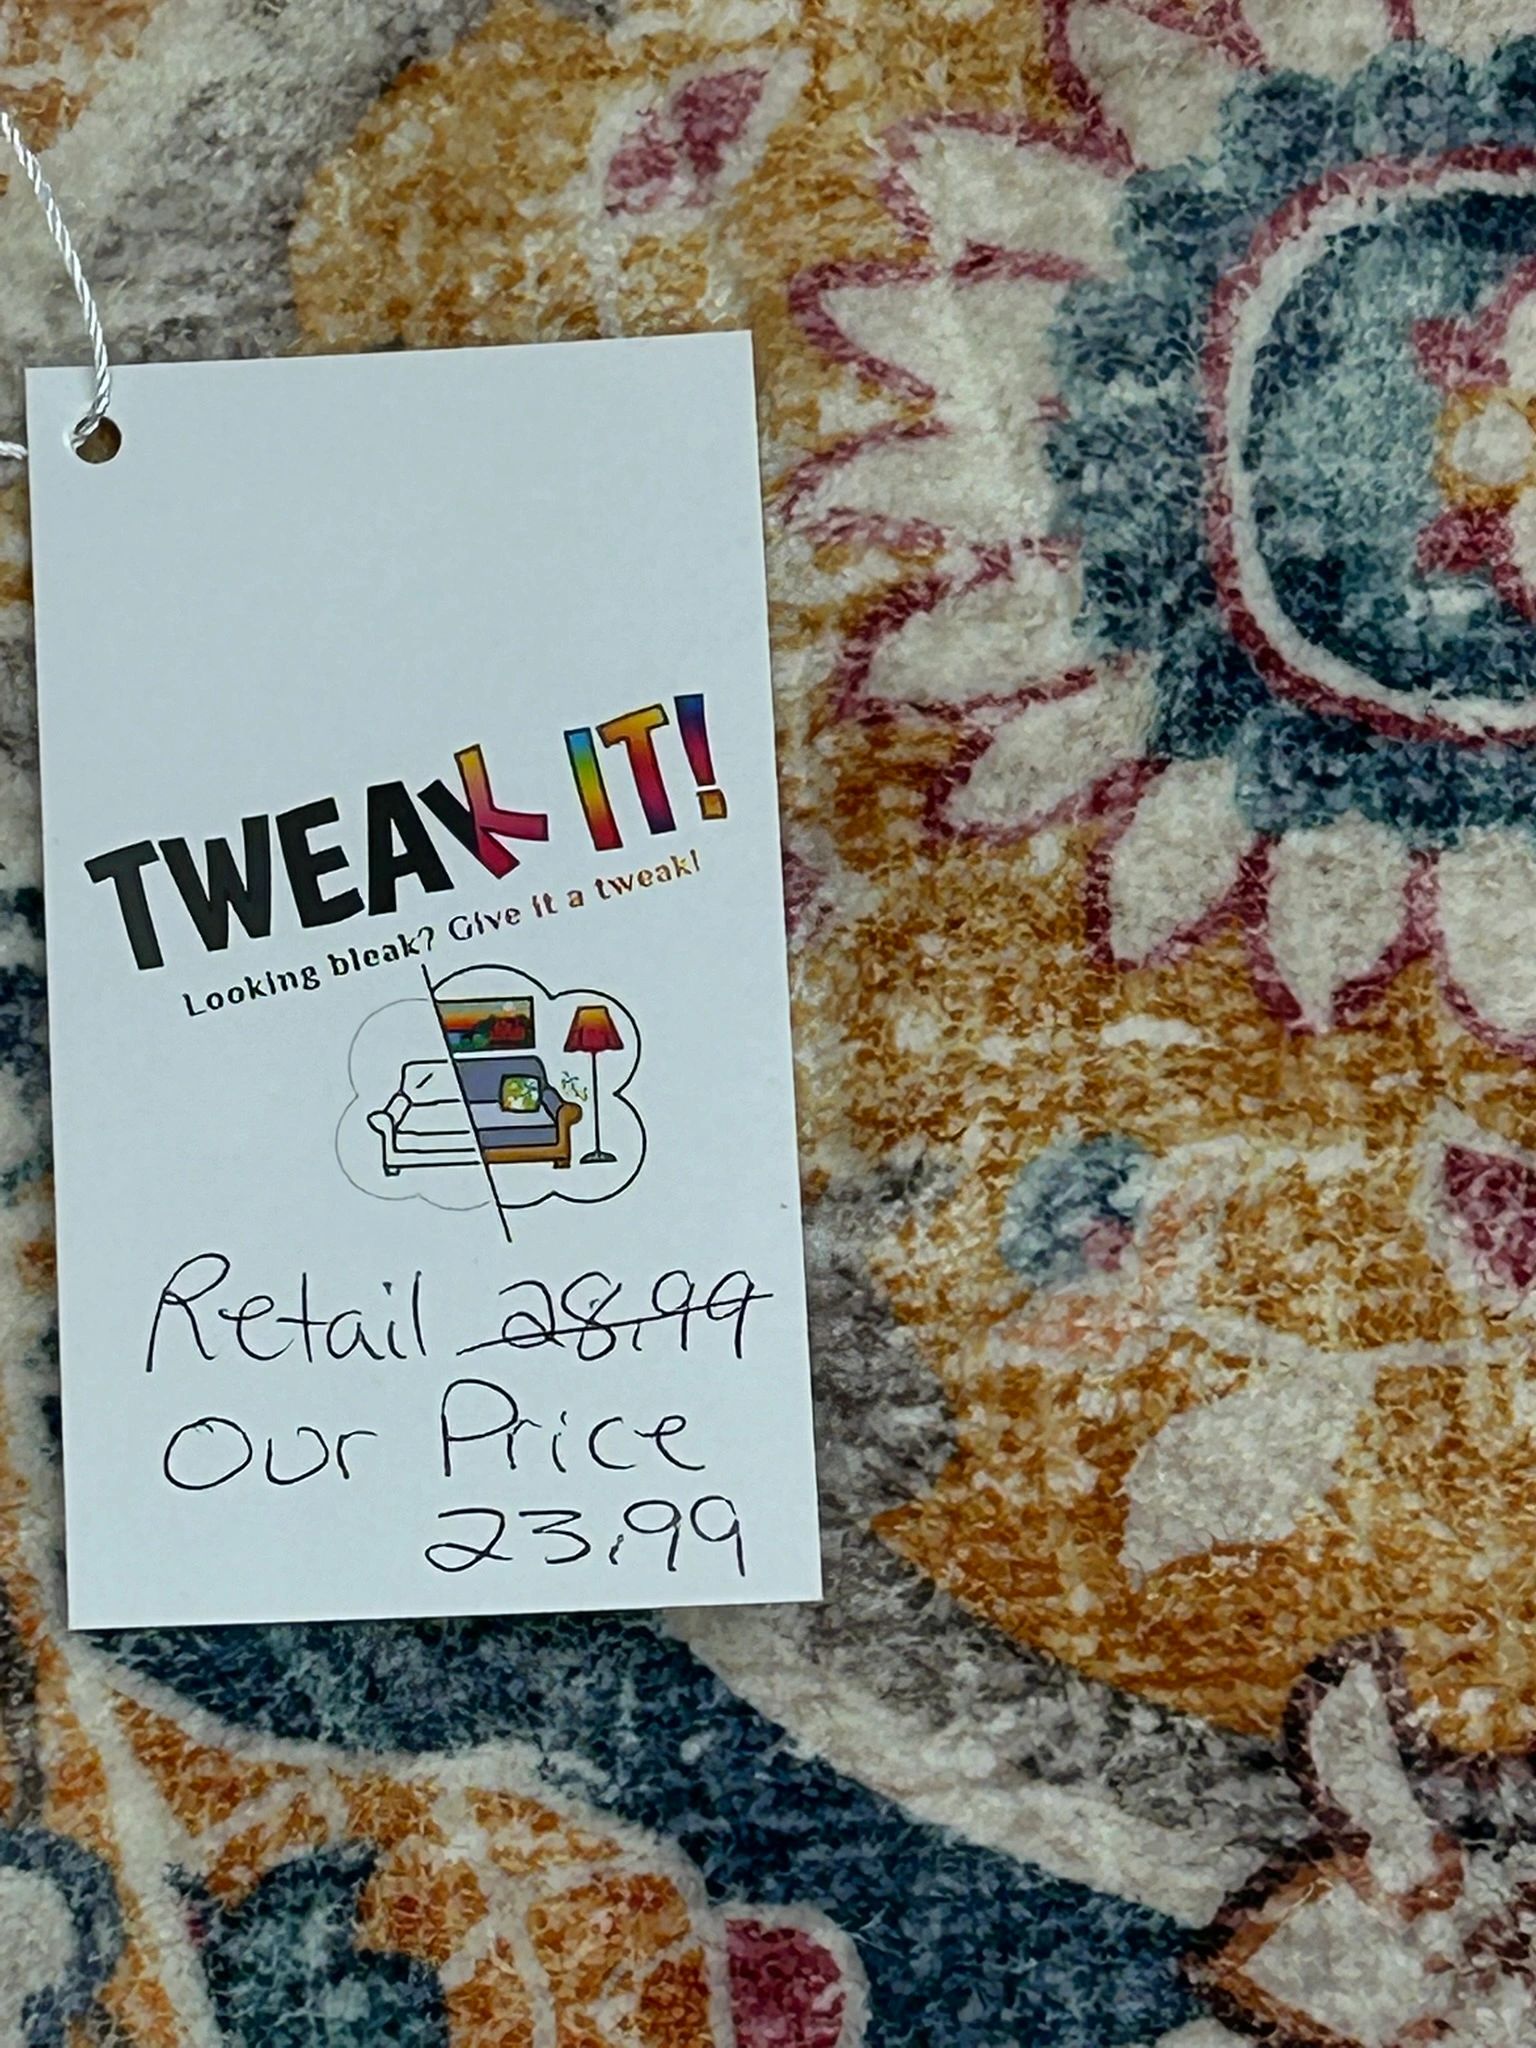 TWEAK IT!
Looking bleak? Give it a tweak!
Retail 28.99
Our Price
23.99